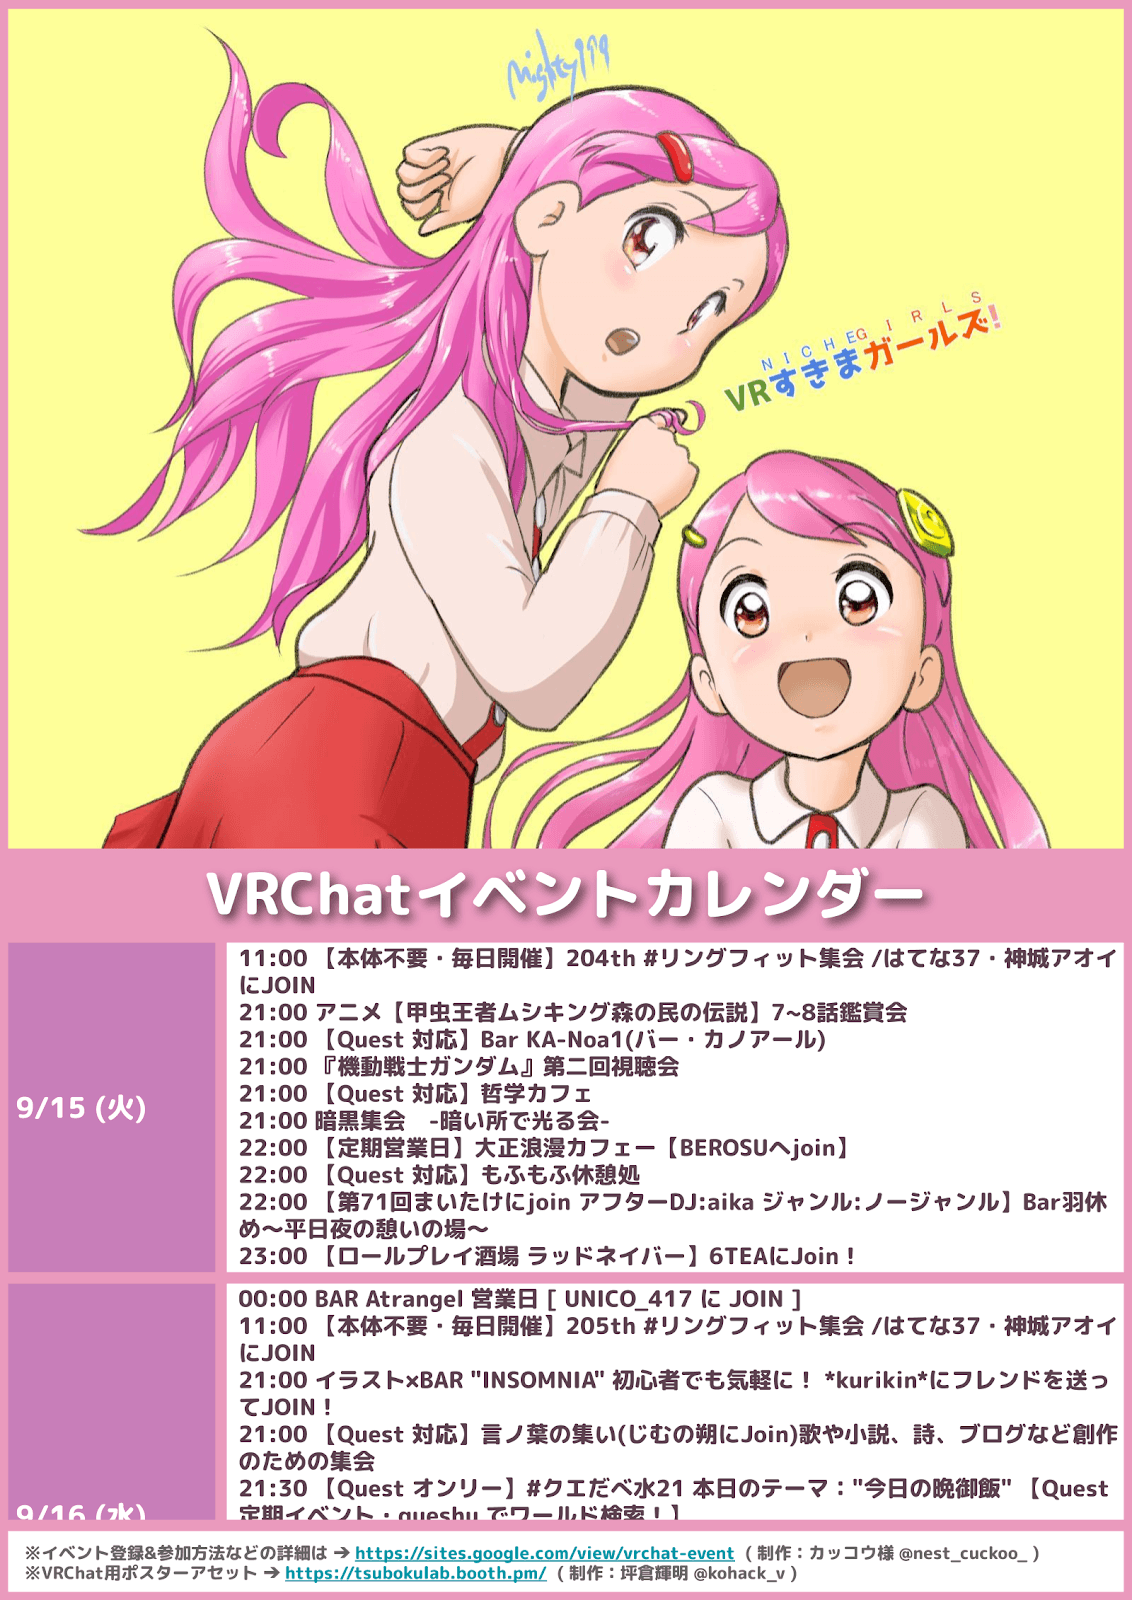 mighty999
NICHE GIRLS
VRすきまガールズ!
VRChatイベントカレンダー
9/15 (火)
11:00 【本体不要・毎日開催】204th #リングフィット集会 /はてな37・神城アオイ
にJOIN
21:00 アニメ【甲虫王者ムシキング森の民の伝説】7~8話鑑賞会
21:00 【Quest 対応】Bar KA-Noa1(バー・カノアール)
21:00 『機動戦士ガンダム』第二回視聴会
21:00 【Quest 対応】哲学カフェ
21:00 暗黒集会　-暗い所で光る会-
22:00 【定期営業日】大正浪漫カフェー【BEROSUへjoin】
22:00 【Quest 対応】もふもふ休憩処
22:00 【第71回まいたけにjoin アフターDJ:aika ジャンル:ノージャンル】Bar羽休
め～平日夜の憩いの場～
23:00 【ロールプレイ酒場 ラッドネイバー】6TEAにJoin！
9/16 (水)
00:00 BAR Atrangel 営業日 [ UNICO_417 に JOIN ]
11:00 【本体不要・毎日開催】205th #リングフィット集会 /はてな37・神城アオイ
にJOIN
21:00 イラスト×BAR "INSOMNIA" 初心者でも気軽に！ *kurikin*にフレンドを送っ
てJOIN！
21:00 【Quest 対応】言ノ葉の集い(じむの朔にJoin)歌や小説、詩、ブログなど創作
のための集会
21:30 【Quest オンリー】#クエだべ水21 本日のテーマ："今日の晩御飯" 【Quest
定期イベント・queshu でワールド検索！】
※イベント登録&参加方法などの詳細は ➔ https://sites.google.com/view/vrchat-event ( 制作：カッコウ様 @nest_cuckoo_ )
※VRChat用ポスターアセット ➔ https://tsubokulab.booth.pm/ ( 制作：坪倉輝明 @kohack_v )